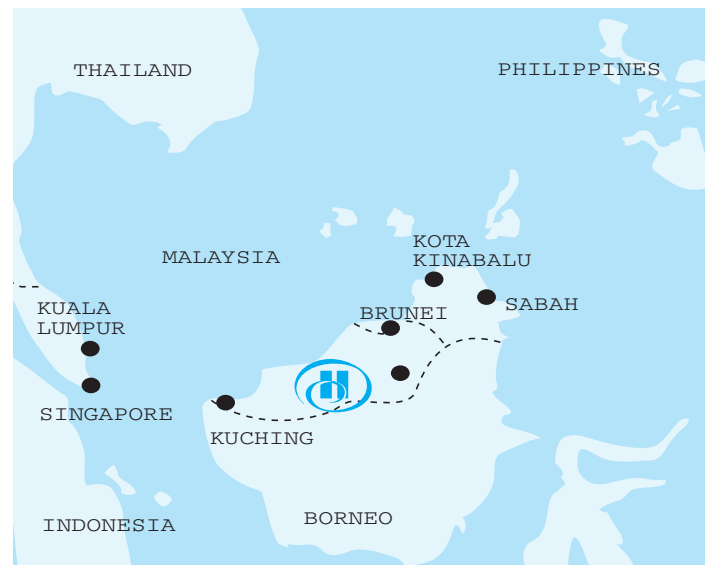 THAILAND
PHILIPPINES
MALAYSIA
KOTA
KINABALU
KUALA
LUMPUR
BRUNEI
SABAH
H
SINGAPORE
KUCHING
INDONESIA
BORNEO